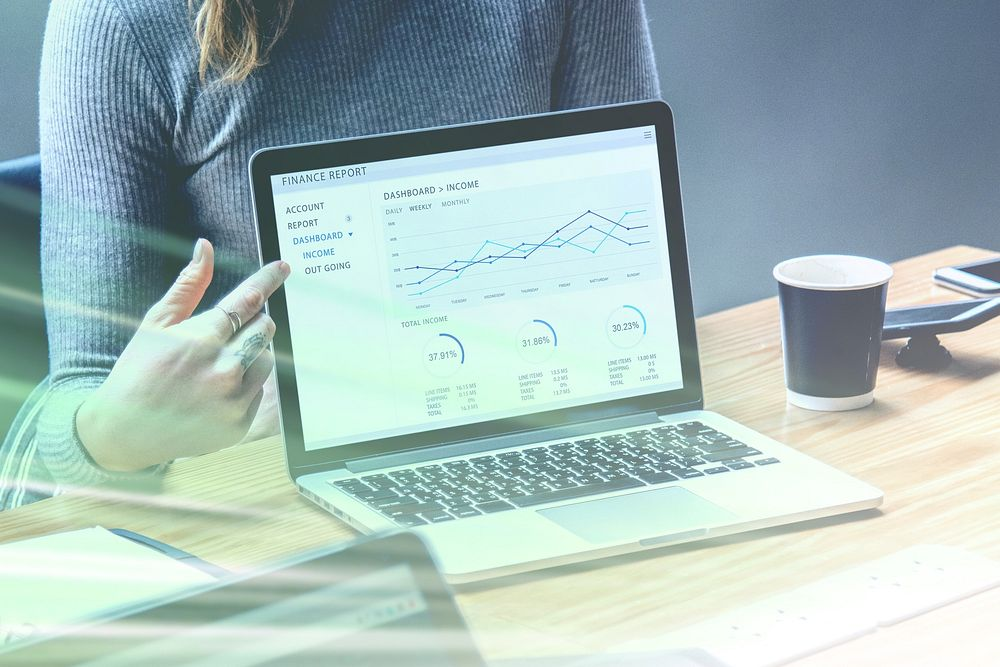 FINANCE REPORT
ACCOUNT
REPORT 3
DASHBOARD
INCOME
OUT GOING
DASHBOARD > INCOME
DAILY WEEKLY MONTHLY
MONDAY TUESDAY WEDNESDAY THURSDAY FRIDAY SATURDAY SUNDAY
TOTAL INCOME
37.91%
LINE ITEMS 16.15 MS
SHIPPING 0.15 MS
TAXES 0%
TOTAL 16.3 MS
31.86%
LINE ITEMS 13.5 MS
SHIPPING 0.2 MS
TAXES 0%
TOTAL 13.7 MS
30.23%
LINE ITEMS 13.00 MS
SHIPPING 0 S
TAXES 0%
TOTAL 13.00 MS